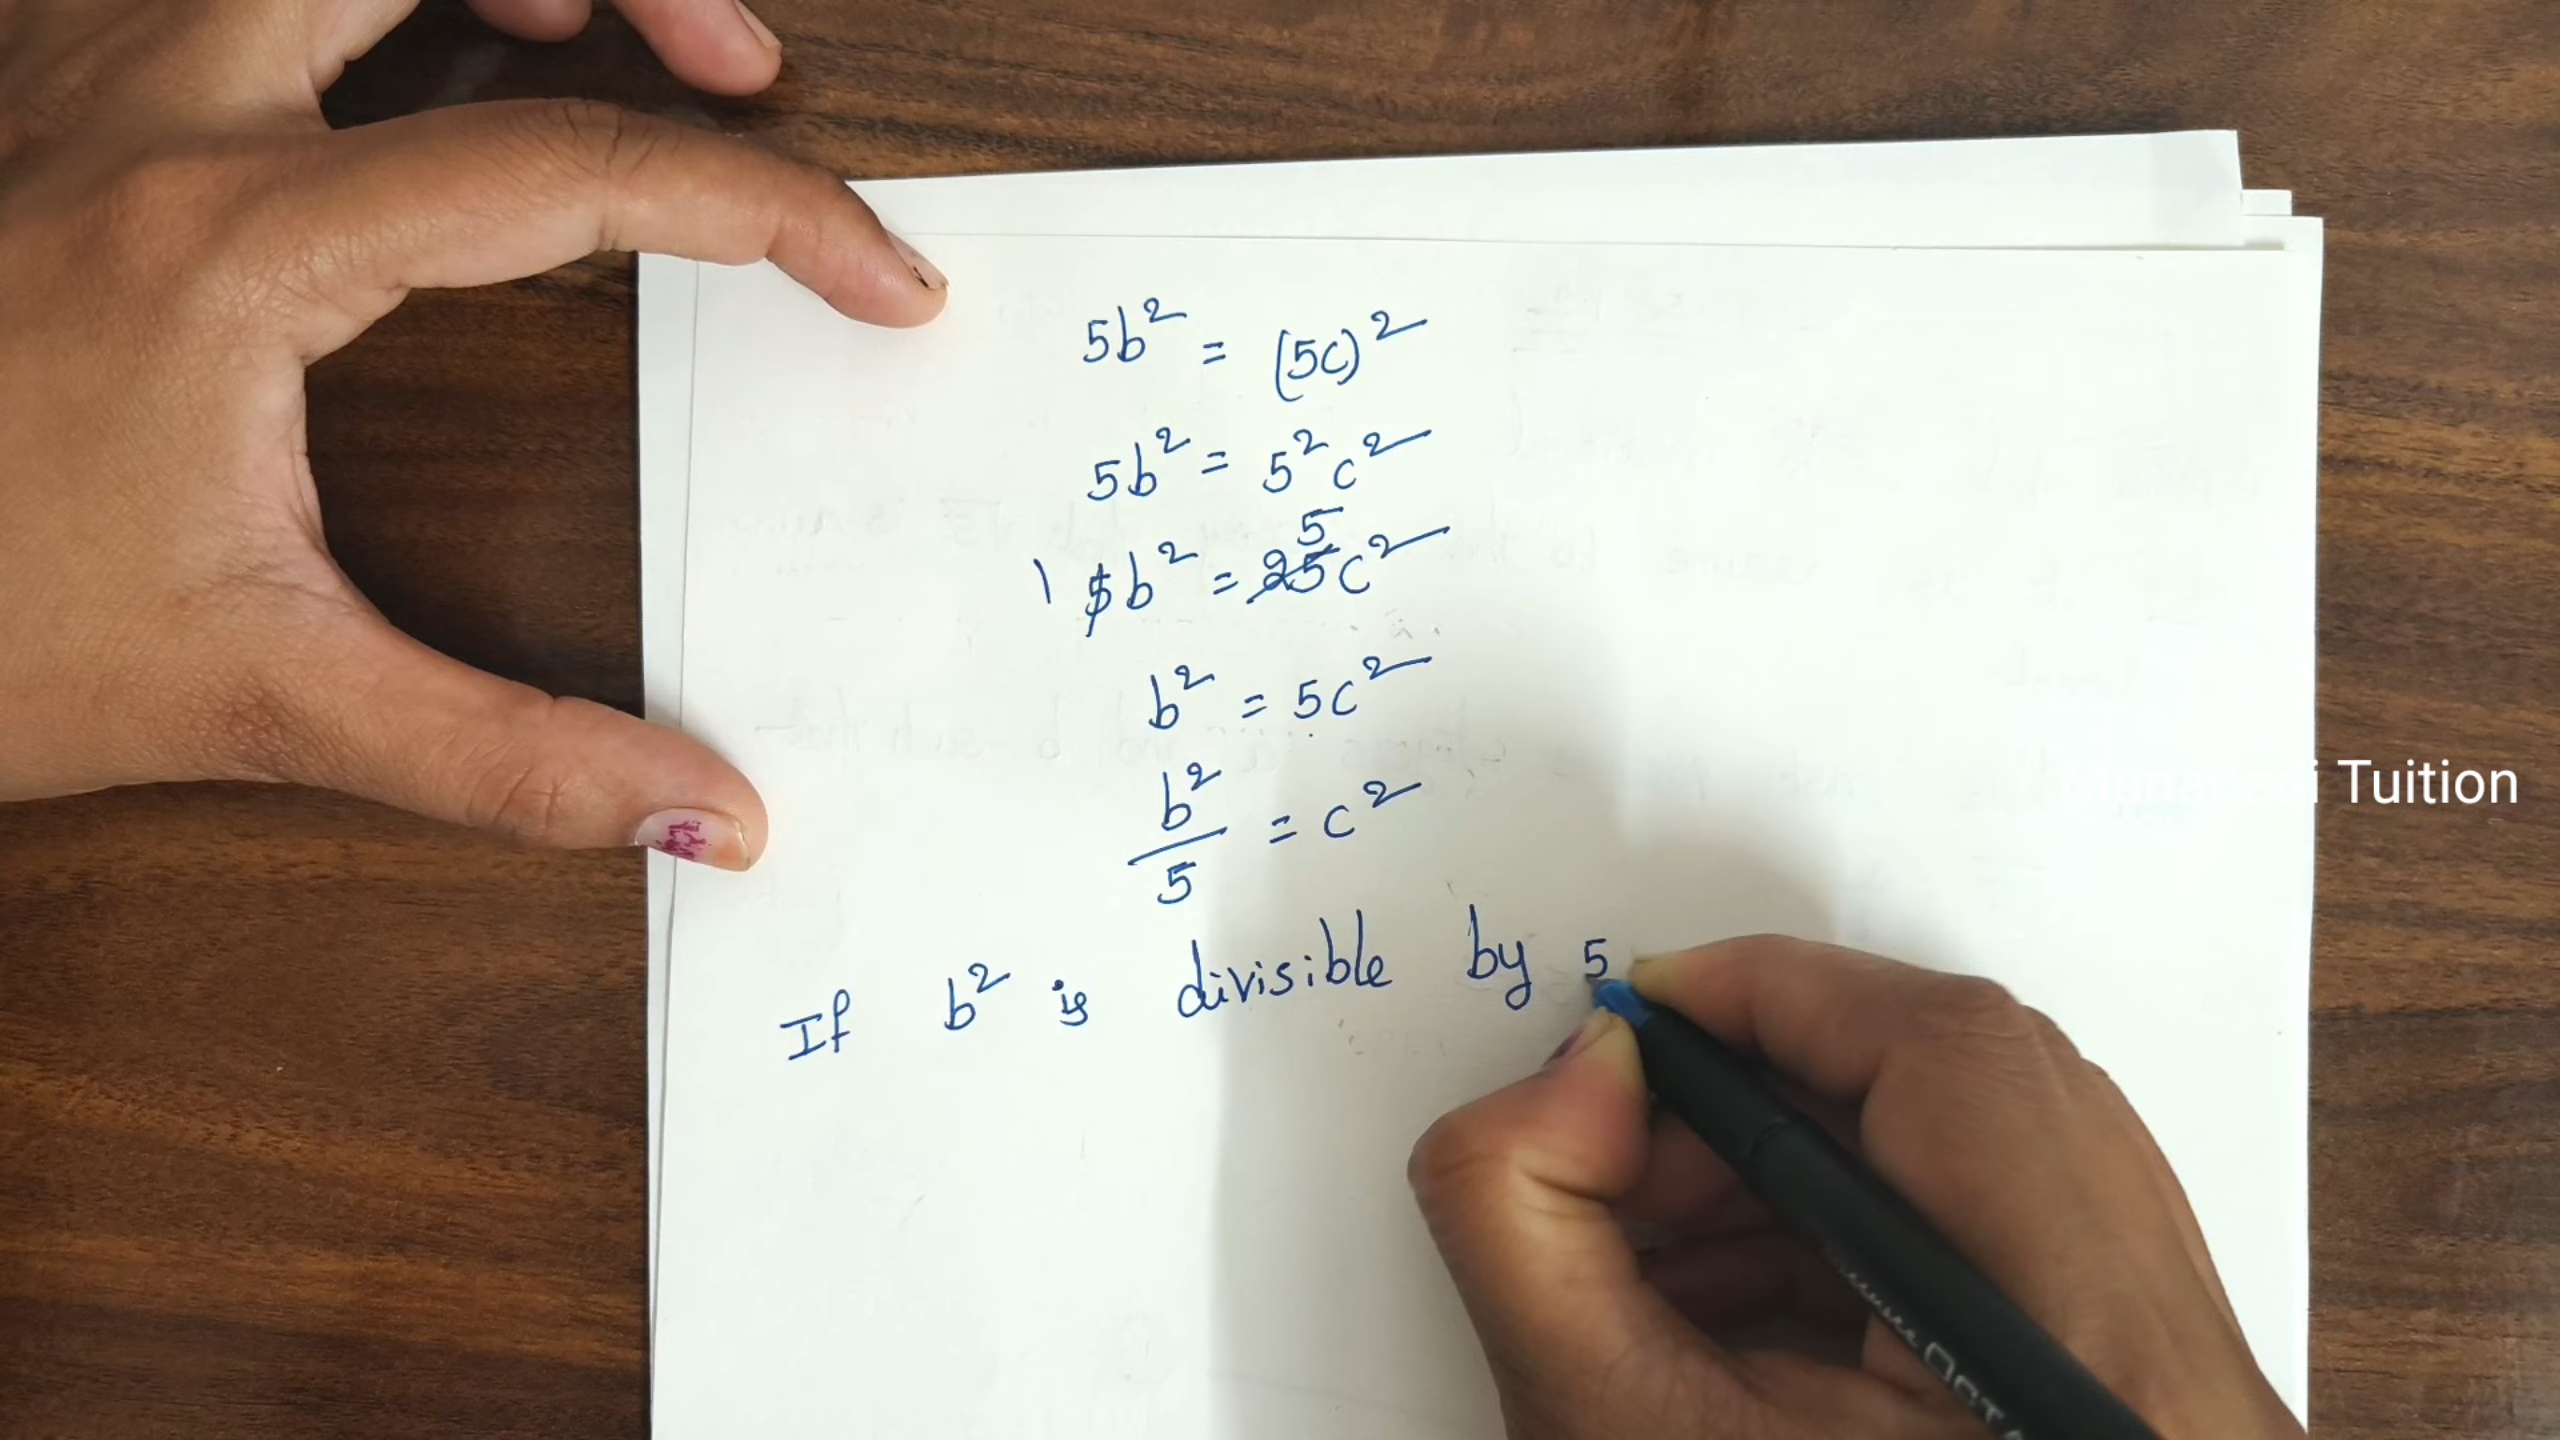 5b² = (5c)²
5b² = 5²c²
5
1 5b² = 25c²
b² = 5c²
b²/5 = c²
If b² is divisible by 5
Tuition